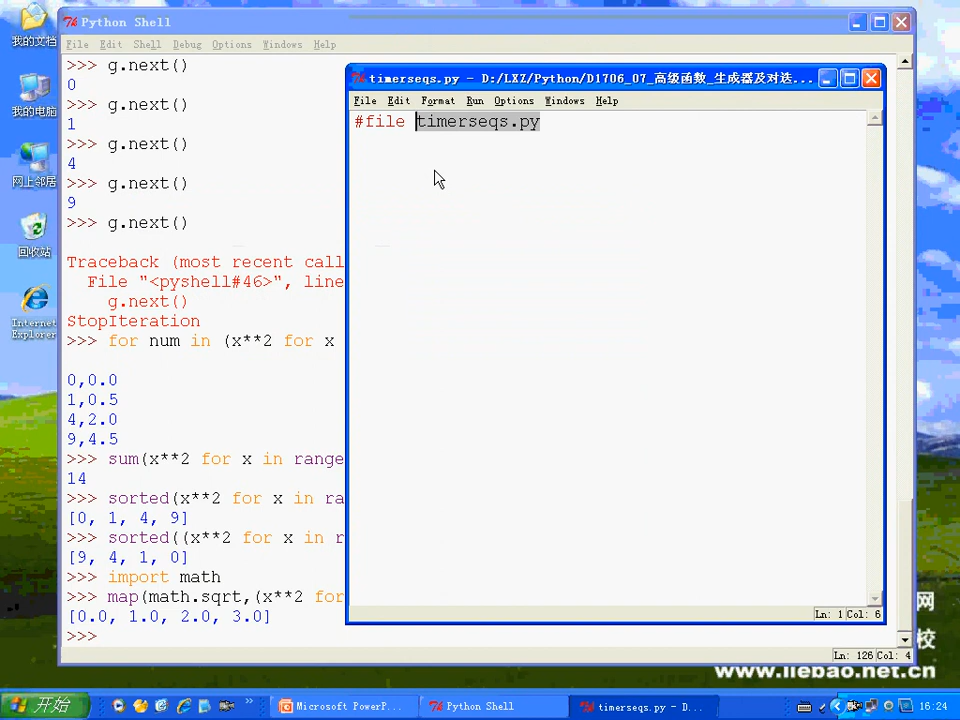 我的文档
我的电脑
网上邻居
回收站
Internet
Explorer
Python Shell
File Edit Shell Debug Options Windows Help
>>> g.next()
0
>>> g.next()
1
>>> g.next()
4
>>> g.next()
9
>>> g.next()
Traceback (most recent call
File "<pyshell#46>", line
g.next()
StopIteration
>>> for num in (x**2 for x
0,0.0
1,0.5
4,2.0
9,4.5
>>> sum(x**2 for x in range
14
>>> sorted(x**2 for x in ra
[0, 1, 4, 9]
>>> sorted((x**2 for x in r
[9, 4, 1, 0]
>>> import math
>>> map(math.sqrt,(x**2 for
[0.0, 1.0, 2.0, 3.0]
>>>
Ln: 126 Col: 4
timerseqs.py - D:/LXZ/Python/D1706_07_高级函数_生成器及对迭...
File Edit Format Run Options Windows Help
#file timerseqs.py
Ln: 1 Col: 6
网
校
www.liebao.net.cn
开始
Microsoft PowerP...
Python Shell
timerseqs.py - D...
16:24